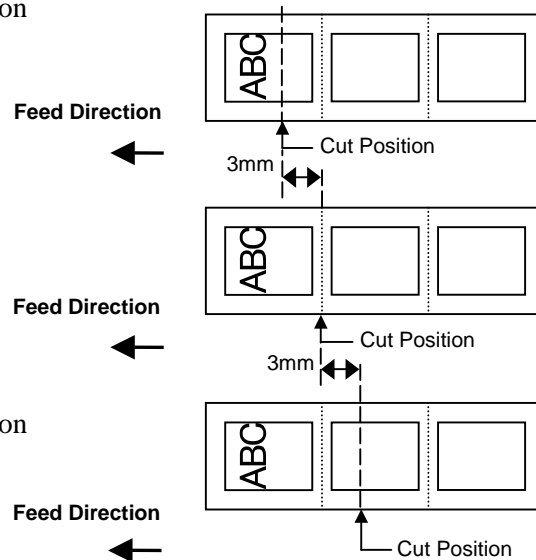 on
ABC
Feed Direction
Cut Position
3mm
ABC
Feed Direction
Cut Position
3mm
on
ABC
Feed Direction
Cut Position